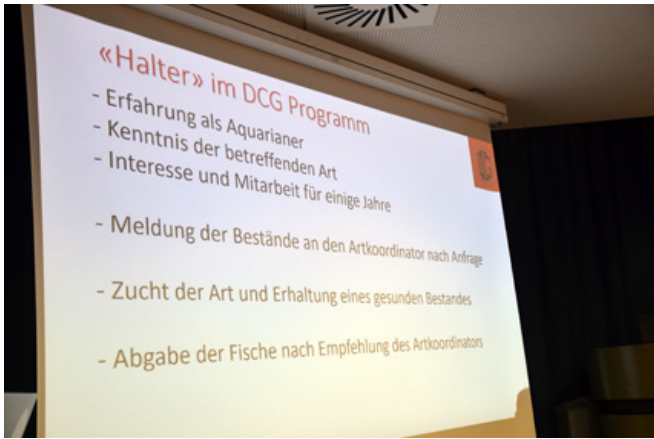 «Halter» im DCG Programm
- Erfahrung als Aquarianer
- Kenntnis der betreffenden Art
- Interesse und Mitarbeit für einige Jahre
- Meldung der Bestände an den Artkoordinator nach Anfrage
- Zucht der Art und Erhaltung eines gesunden Bestandes
- Abgabe der Fische nach Empfehlung des Artkoordinators